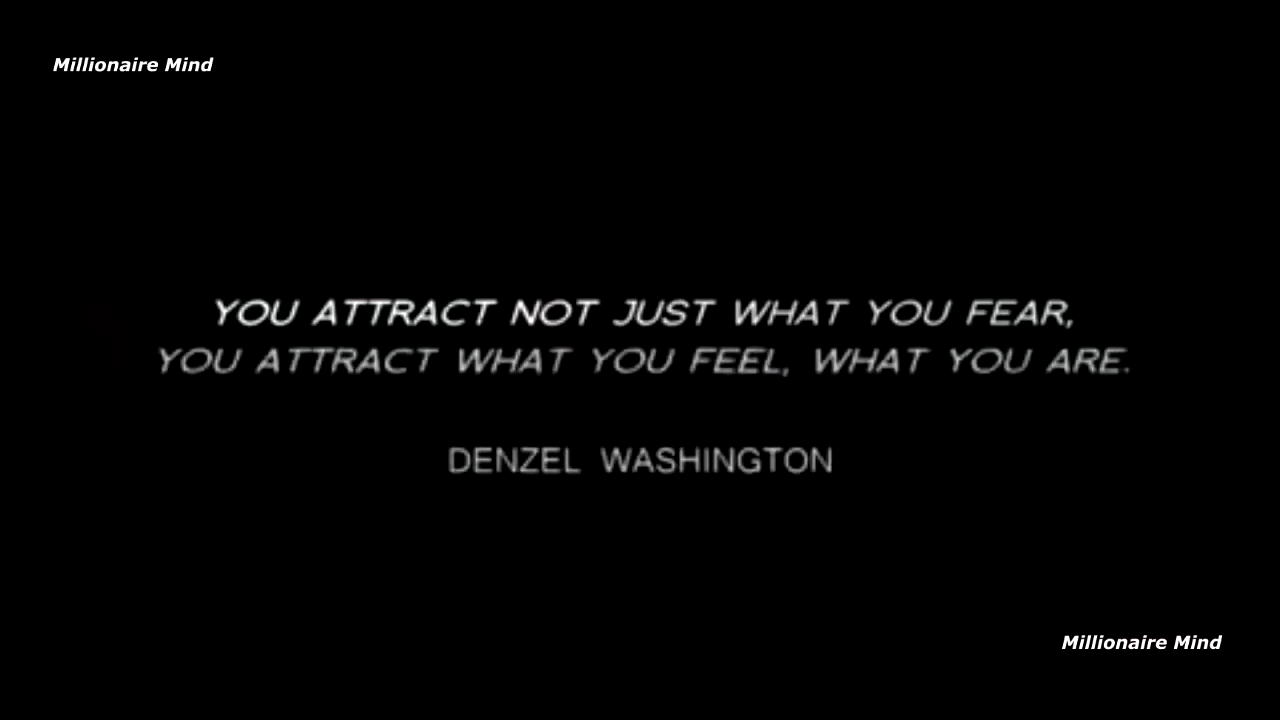 Millionaire Mind
YOU ATTRACT NOT JUST WHAT YOU FEAR,
YOU ATTRACT WHAT YOU FEEL, WHAT YOU ARE.
DENZEL WASHINGTON
Millionaire Mind